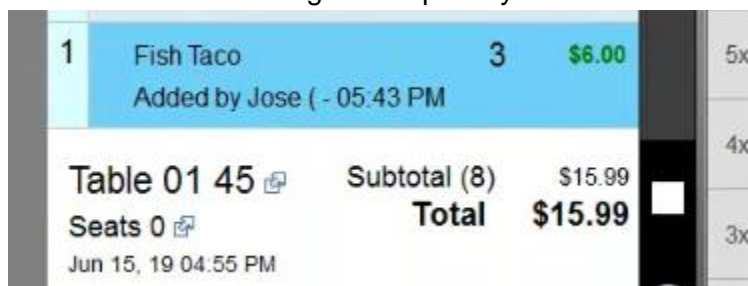 1 Fish Taco 3 $6.00
Added by Jose ( - 05:43 PM
Table 01 45 Subtotal (8) $15.99
Seats 0 Total $15.99
Jun 15, 19 04:55 PM
5x
4x
3x